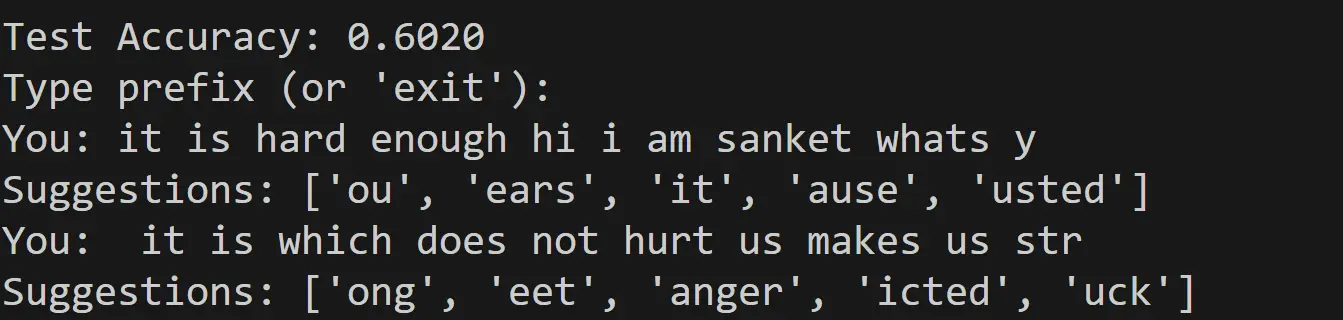 Test Accuracy: 0.6020
Type prefix (or 'exit'):
You: it is hard enough hi i am sanket whats y
Suggestions: ['ou', 'ears', 'it', 'ause', 'usted']
You:  it is which does not hurt us makes us str
Suggestions: ['ong', 'eet', 'anger', 'icted', 'uck']